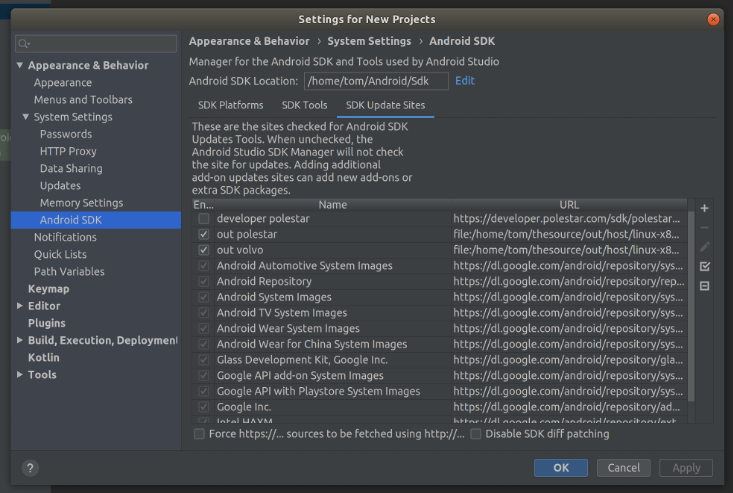 Settings for New Projects
Appearance & Behavior › System Settings › Android SDK
Manager for the Android SDK and Tools used by Android Studio
Android SDK Location: /home/tom/Android/Sdk Edit
SDK Platforms SDK Tools SDK Update Sites
These are the sites checked for Android SDK
Updates Tools. When unchecked, the
Android Studio SDK Manager will not check
the site for updates. Adding additional
add-on updates sites can add new add-ons or
extra SDK packages.
Appearance & Behavior
Appearance
Menus and Toolbars
System Settings
Passwords
HTTP Proxy
Data Sharing
Updates
Memory Settings
Android SDK
Notifications
Quick Lists
Path Variables
Keymap
Editor
Plugins
Build, Execution, Deployment
Kotlin
Tools
En... Name URL
developer polestar https://developer.polestar.com/sdk/polestar...
out polestar file:/home/tom/thesource/out/host/linux-x8...
out volvo file:/home/tom/thesource/out/host/linux-x8...
Android Automotive System Images https://dl.google.com/android/repository/sys...
Android Repository https://dl.google.com/android/repository/rep...
Android System Images https://dl.google.com/android/repository/sys...
Android TV System Images https://dl.google.com/android/repository/sys...
Android Wear System Images https://dl.google.com/android/repository/sys...
Android Wear for China System Images https://dl.google.com/android/repository/sys...
Glass Development Kit, Google Inc. https://dl.google.com/android/repository/gla...
Google API add-on System Images https://dl.google.com/android/repository/sys...
Google API with Playstore System Images https://dl.google.com/android/repository/sys...
Google Inc. https://dl.google.com/android/repository/ad...
Intel HAXM https://dl.google.com/android/repository/ext...
Force https://... sources to be fetched using http://... Disable SDK diff patching
? OK Cancel Apply